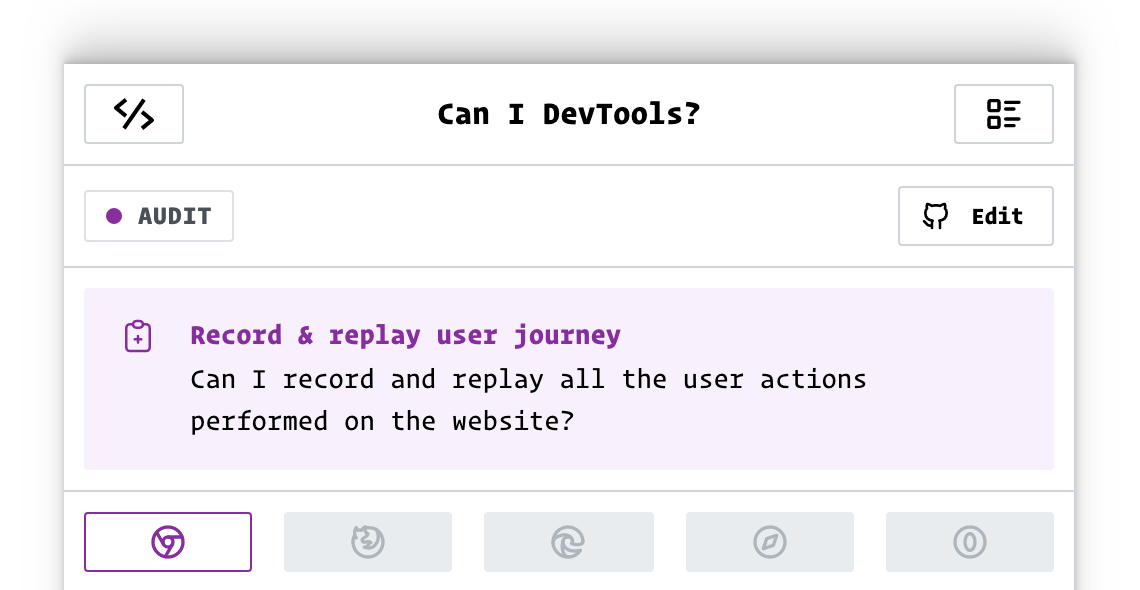 Can I DevTools?
AUDIT
Edit
Record & replay user journey
Can I record and replay all the user actions
performed on the website?